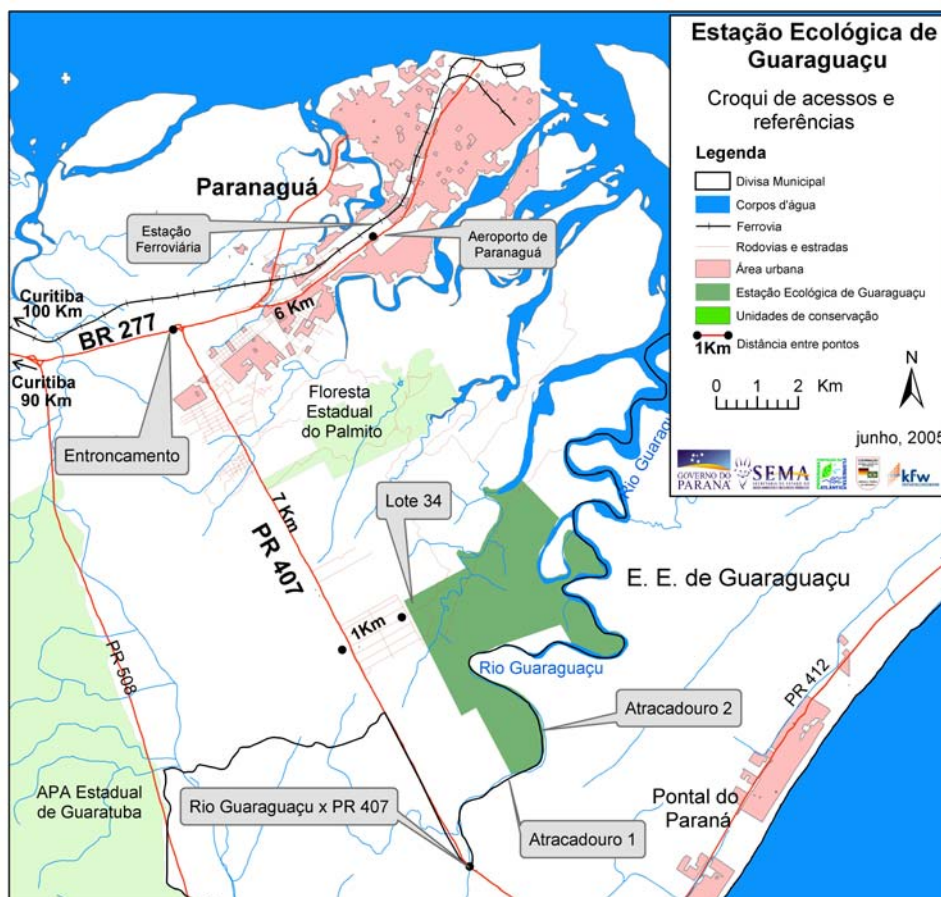 Estação Ecológica de
Guaraguaçu
Croqui de acessos e
referências
Legenda
Divisa Municipal
Corpos d'água
Ferrovia
Rodovias e estradas
Área urbana
Estação Ecológica de Guaraguaçu
Unidades de conservação
1Km Distância entre pontos
0 1 2 Km
N
junho, 2005
GOVERNO DO
PARANÁ
SEMA
kfw
Paranaguá
Estação
Ferroviária
Aeroporto de
Paranaguá
Curitiba
100 Km
BR 277
6 Km
Curitiba
90 Km
Entroncamento
Floresta
Estadual
do Palmito
Rio Guaragu
7 Km
Lote 34
PR 407
E. E. de Guaraguaçu
1Km
Rio Guaraguaçu
PR 508
PR 412
Atracadouro 2
APA Estadual
de Guaratuba
Rio Guaraguaçu x PR 407
Pontal do
Paraná
Atracadouro 1